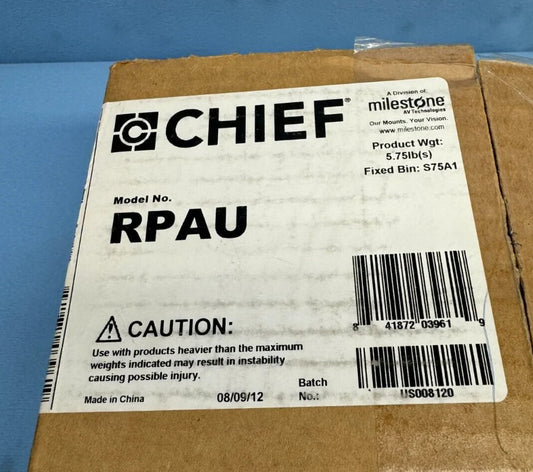 CHIEF®
A Division of
milestone
AV Technologies
Our Mounts. Your Vision.
www.milestone.com
Product Wgt:
5.75lb(s)
Fixed Bin: S75A1
Model No.
RPAU
8 41872 03961 9
CAUTION:
Use with products heavier than the maximum
weights indicated may result in instability
causing possible injury.
Made in China
08/09/12
Batch
No.:
US008120